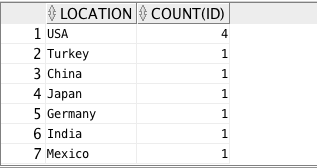 LOCATION COUNT(ID)
1 USA 4
2 Turkey 1
3 China 1
4 Japan 1
5 Germany 1
6 India 1
7 Mexico 1